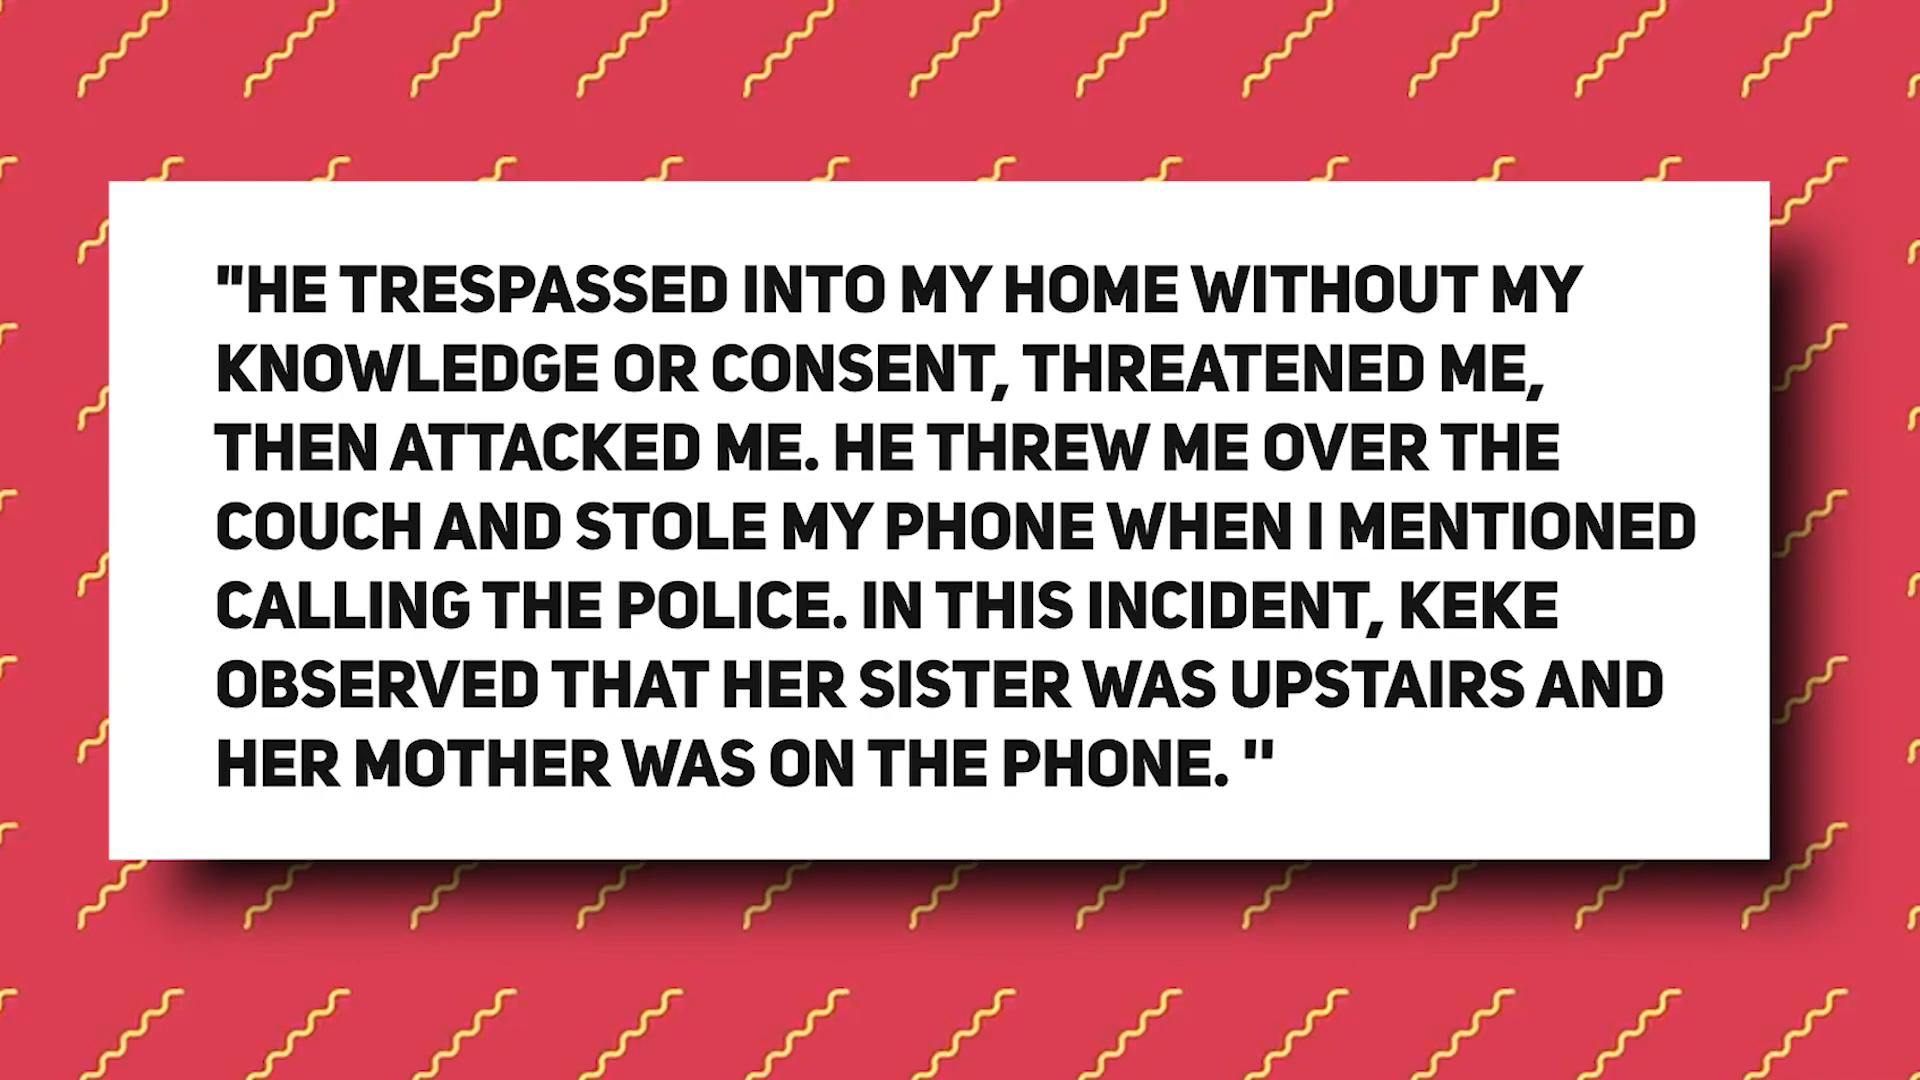 "HE TRESPASSED INTO MY HOME WITHOUT MY
KNOWLEDGE OR CONSENT, THREATENED ME,
THEN ATTACKED ME. HE THREW ME OVER THE
COUCH AND STOLE MY PHONE WHEN I MENTIONED
CALLING THE POLICE. IN THIS INCIDENT, KEKE
OBSERVED THAT HER SISTER WAS UPSTAIRS AND
HER MOTHER WAS ON THE PHONE. "